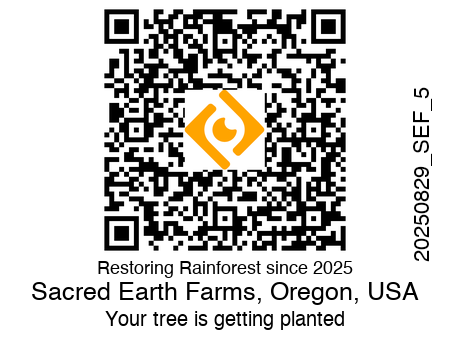 Restoring Rainforest since 2025
Sacred Earth Farms, Oregon, USA
Your tree is getting planted
20250829_SEF_5